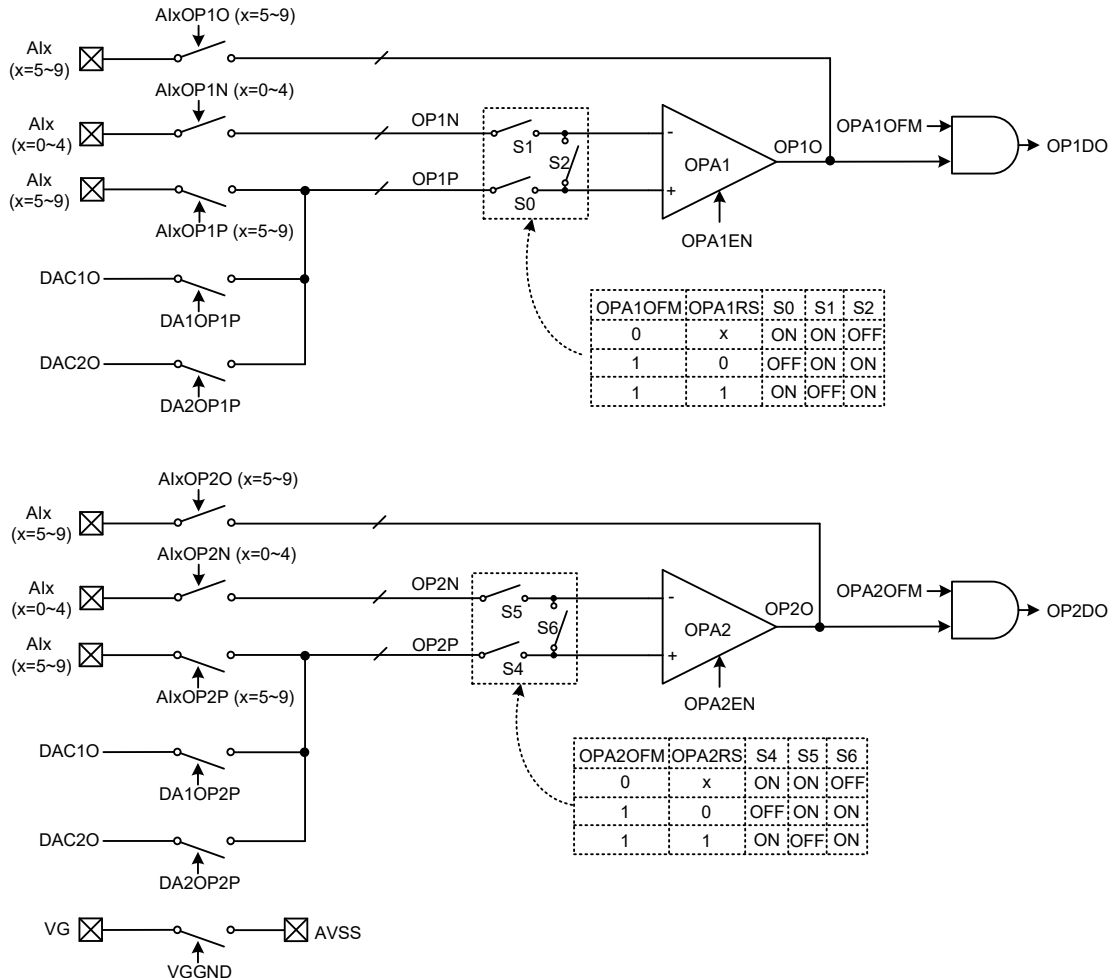 AIxOP1O (x=5~9)
AIx
(x=5~9)
AIxOP1N (x=0~4)
AIx
(x=0~4)
OP1N
S1
S2
OPA1
OP1O
OPA1OFM
OP1DO
AIx
(x=5~9)
OP1P
S0
AIxOP1P (x=5~9)
OPA1EN
-
+
DAC1O
DA1OP1P
DAC2O
DA2OP1P
OPA1OFM OPA1RS S0 S1 S2
0 x ON ON OFF
1 0 OFF ON ON
1 1 ON OFF ON
AIxOP2O (x=5~9)
AIx
(x=5~9)
AIxOP2N (x=0~4)
AIx
(x=0~4)
OP2N
S5
S6
OPA2
OP2O
OPA2OFM
OP2DO
AIx
(x=5~9)
OP2P
S4
AIxOP2P (x=5~9)
OPA2EN
-
+
DAC1O
DA1OP2P
DAC2O
DA2OP2P
OPA2OFM OPA2RS S4 S5 S6
0 x ON ON OFF
1 0 OFF ON ON
1 1 ON OFF ON
VG
AVSS
VGGND